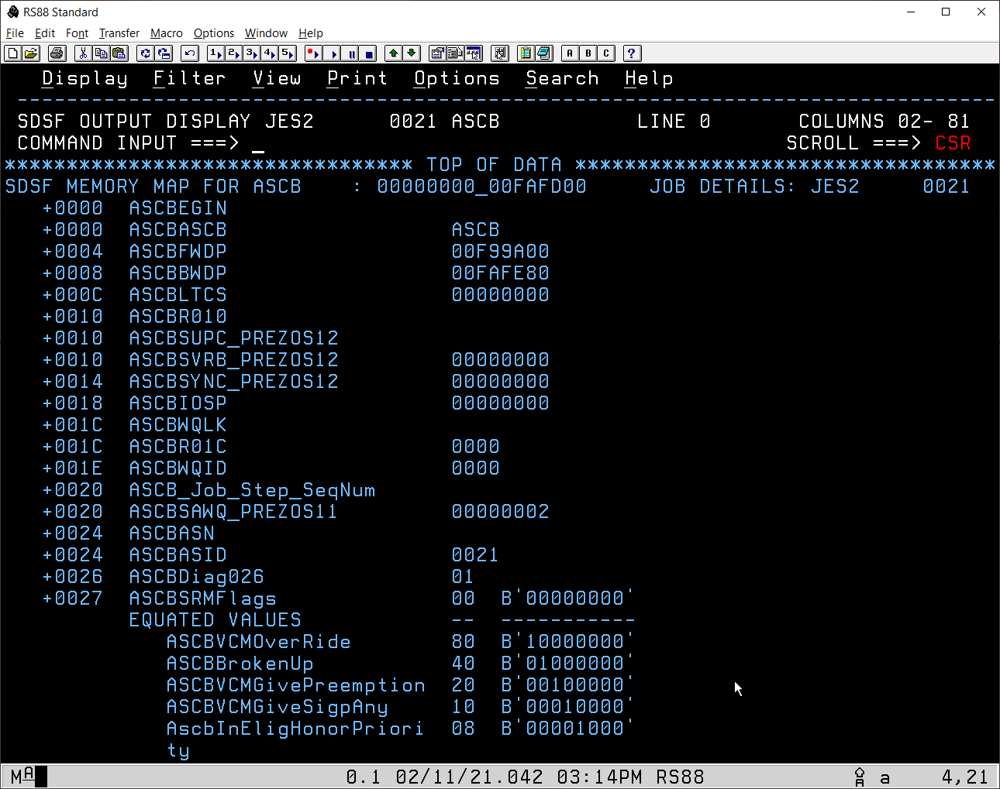 RS88 Standard
File Edit Font Transfer Macro Options Window Help
1 2 3 4 5 A B C ?
Display Filter View Print Options Search Help
-------------------------------------------------------------------------------
SDSF OUTPUT DISPLAY JES2 0021 ASCB LINE 0 COLUMNS 02- 81
COMMAND INPUT ===> _ SCROLL ===> CSR
********************************* TOP OF DATA **********************************
SDSF MEMORY MAP FOR ASCB : 00000000_00FAFD00 JOB DETAILS: JES2 0021
+0000 ASCBEGIN
+0000 ASCBASCB ASCB
+0004 ASCBFWDP 00F99A00
+0008 ASCBBWDP 00FAFE80
+000C ASCBLTCS 00000000
+0010 ASCBR010
+0010 ASCBSUPC_PREZOS12
+0010 ASCBSVRB_PREZOS12 00000000
+0014 ASCBSYNC_PREZOS12 00000000
+0018 ASCBIOSP 00000000
+001C ASCBWQLK
+001C ASCBR01C 0000
+001E ASCBWQID 0000
+0020 ASCB_Job_Step_SeqNum
+0020 ASCBSAWQ_PREZOS11 00000002
+0024 ASCBASN
+0024 ASCBASID 0021
+0026 ASCBDiag026 01
+0027 ASCBSRMFlags 00 B'00000000'
EQUATED VALUES -- -----------
ASCBVCMOverRide 80 B'10000000'
ASCBBrokenUp 40 B'01000000'
ASCBVCMGivePreemption 20 B'00100000'
ASCBVCMGiveSigpAny 10 B'00010000'
AscbInEligHonorPriori 08 B'00001000'
ty
MA 0.1 02/11/21.042 03:14PM RS88 A a 4,21